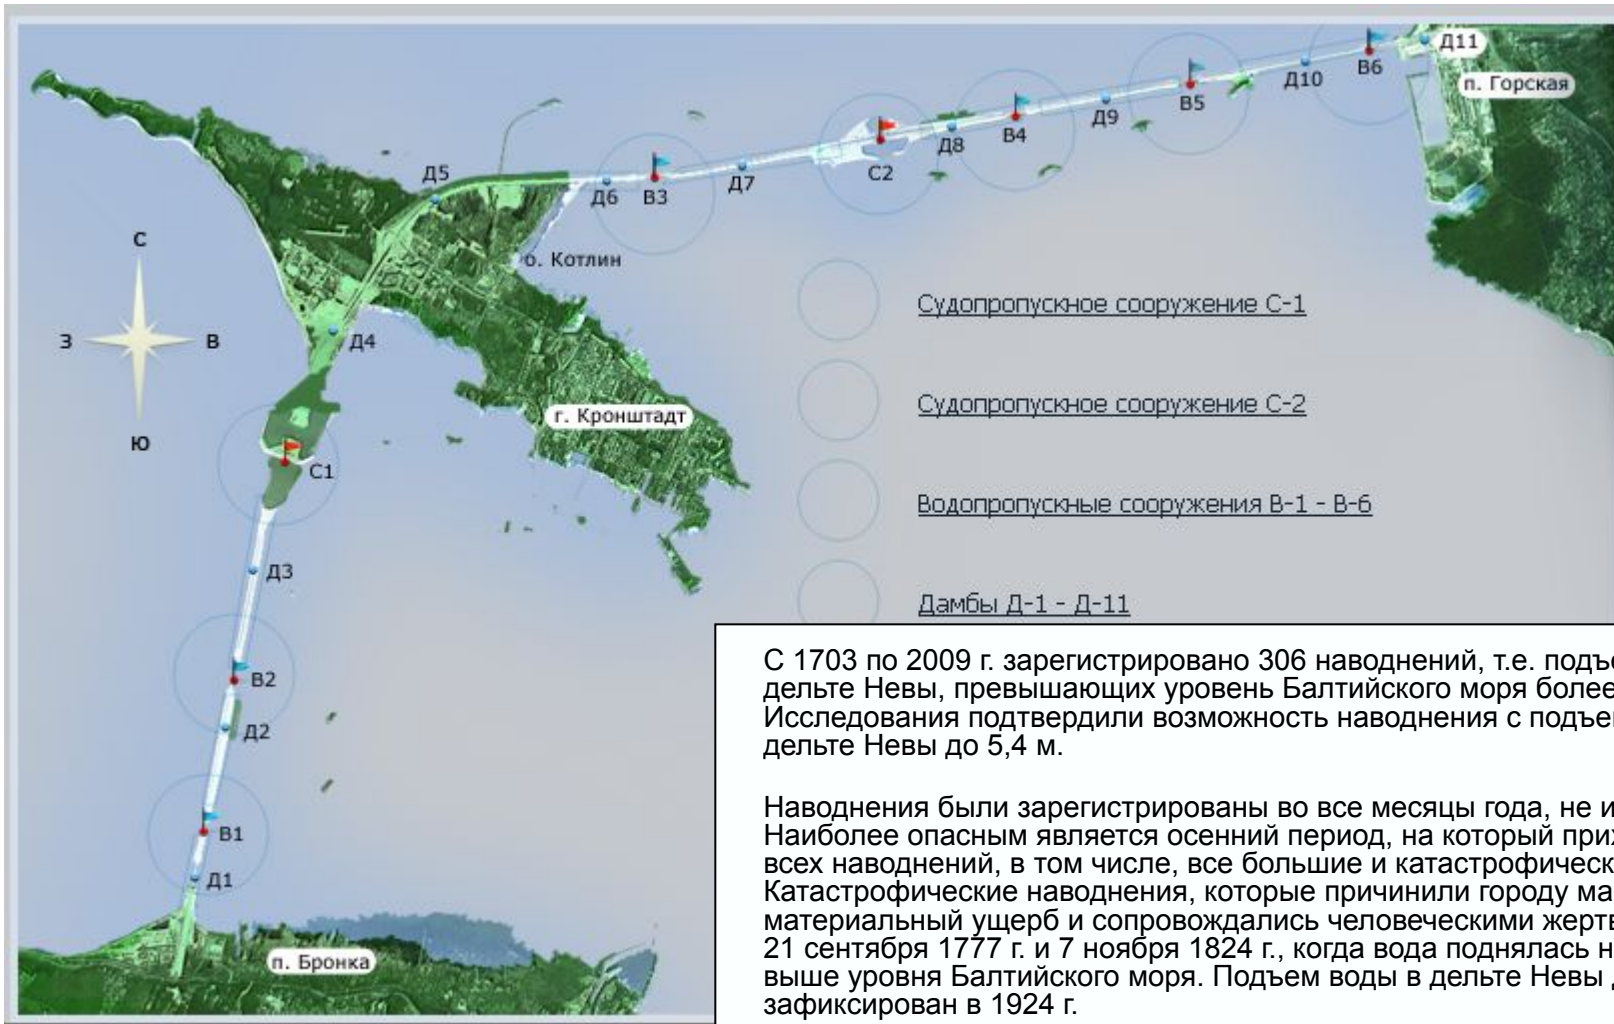 Д11
В6
п. Горская
Д10
В5
Д9
В4
Д8
С2
Д7
В3
Д6
Д5
о. Котлин
С
З
В
Ю
Д4
г. Кронштадт
С1
Д3
В2
Д2
В1
Д1
п. Бронка
Судопропускное сооружение С-1
Судопропускное сооружение С-2
Водопропускные сооружения В-1 - В-6
Дамбы Д-1 - Д-11
С 1703 по 2009 г. зарегистрировано 306 наводнений, т.е.
дельте Невы, превышающих уровень Балтийского моря более
Исследования подтвердили возможность наводнения с
дельте Невы до 5,4 м.
Наводнения были зарегистрированы во все месяцы года, не
Наиболее опасным является осенний период, на который
всех наводнений, в том числе, все большие и
Катастрофические наводнения, которые причинили городу
материальный ущерб и сопровождались человеческими
21 сентября 1777 г. и 7 ноября 1824 г., когда вода поднялась
выше уровня Балтийского моря. Подъем воды в дельте Невы
зафиксирован в 1924 г.